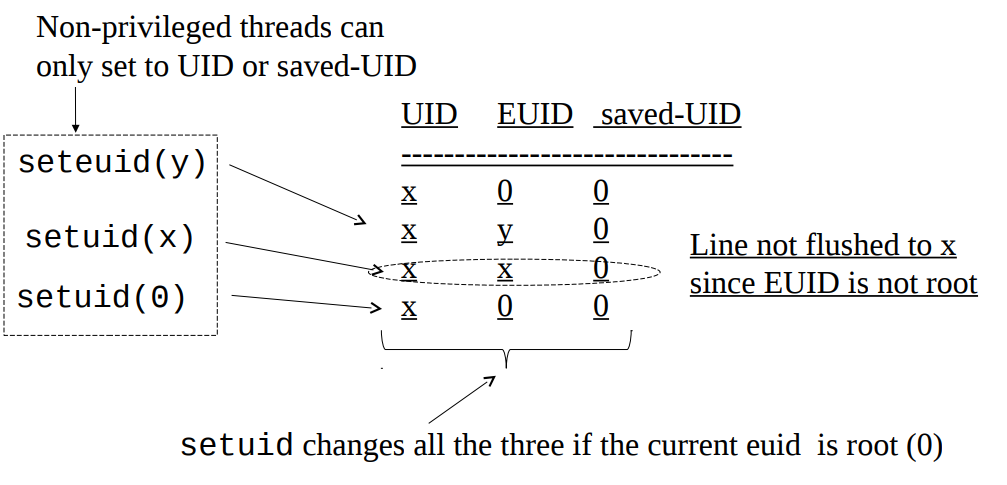 Non-privileged threads can
only set to UID or saved-UID
UID EUID saved-UID
-------------------------------
seteuid(y)
x 0 0
x y 0
setuid(x)
x x 0
setuid(0)
x 0 0
Line not flushed to x
since EUID is not root
setuid changes all the three if the current euid is root (0)